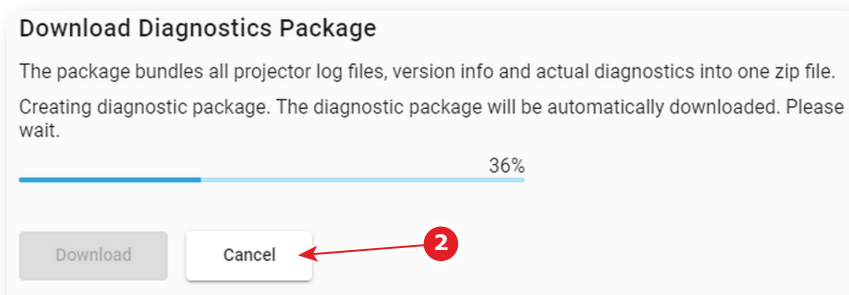 Download Diagnostics Package
The package bundles all projector log files, version info and actual diagnostics into one zip file.
Creating diagnostic package. The diagnostic package will be automatically downloaded. Please
wait.
36%
Download Cancel 2